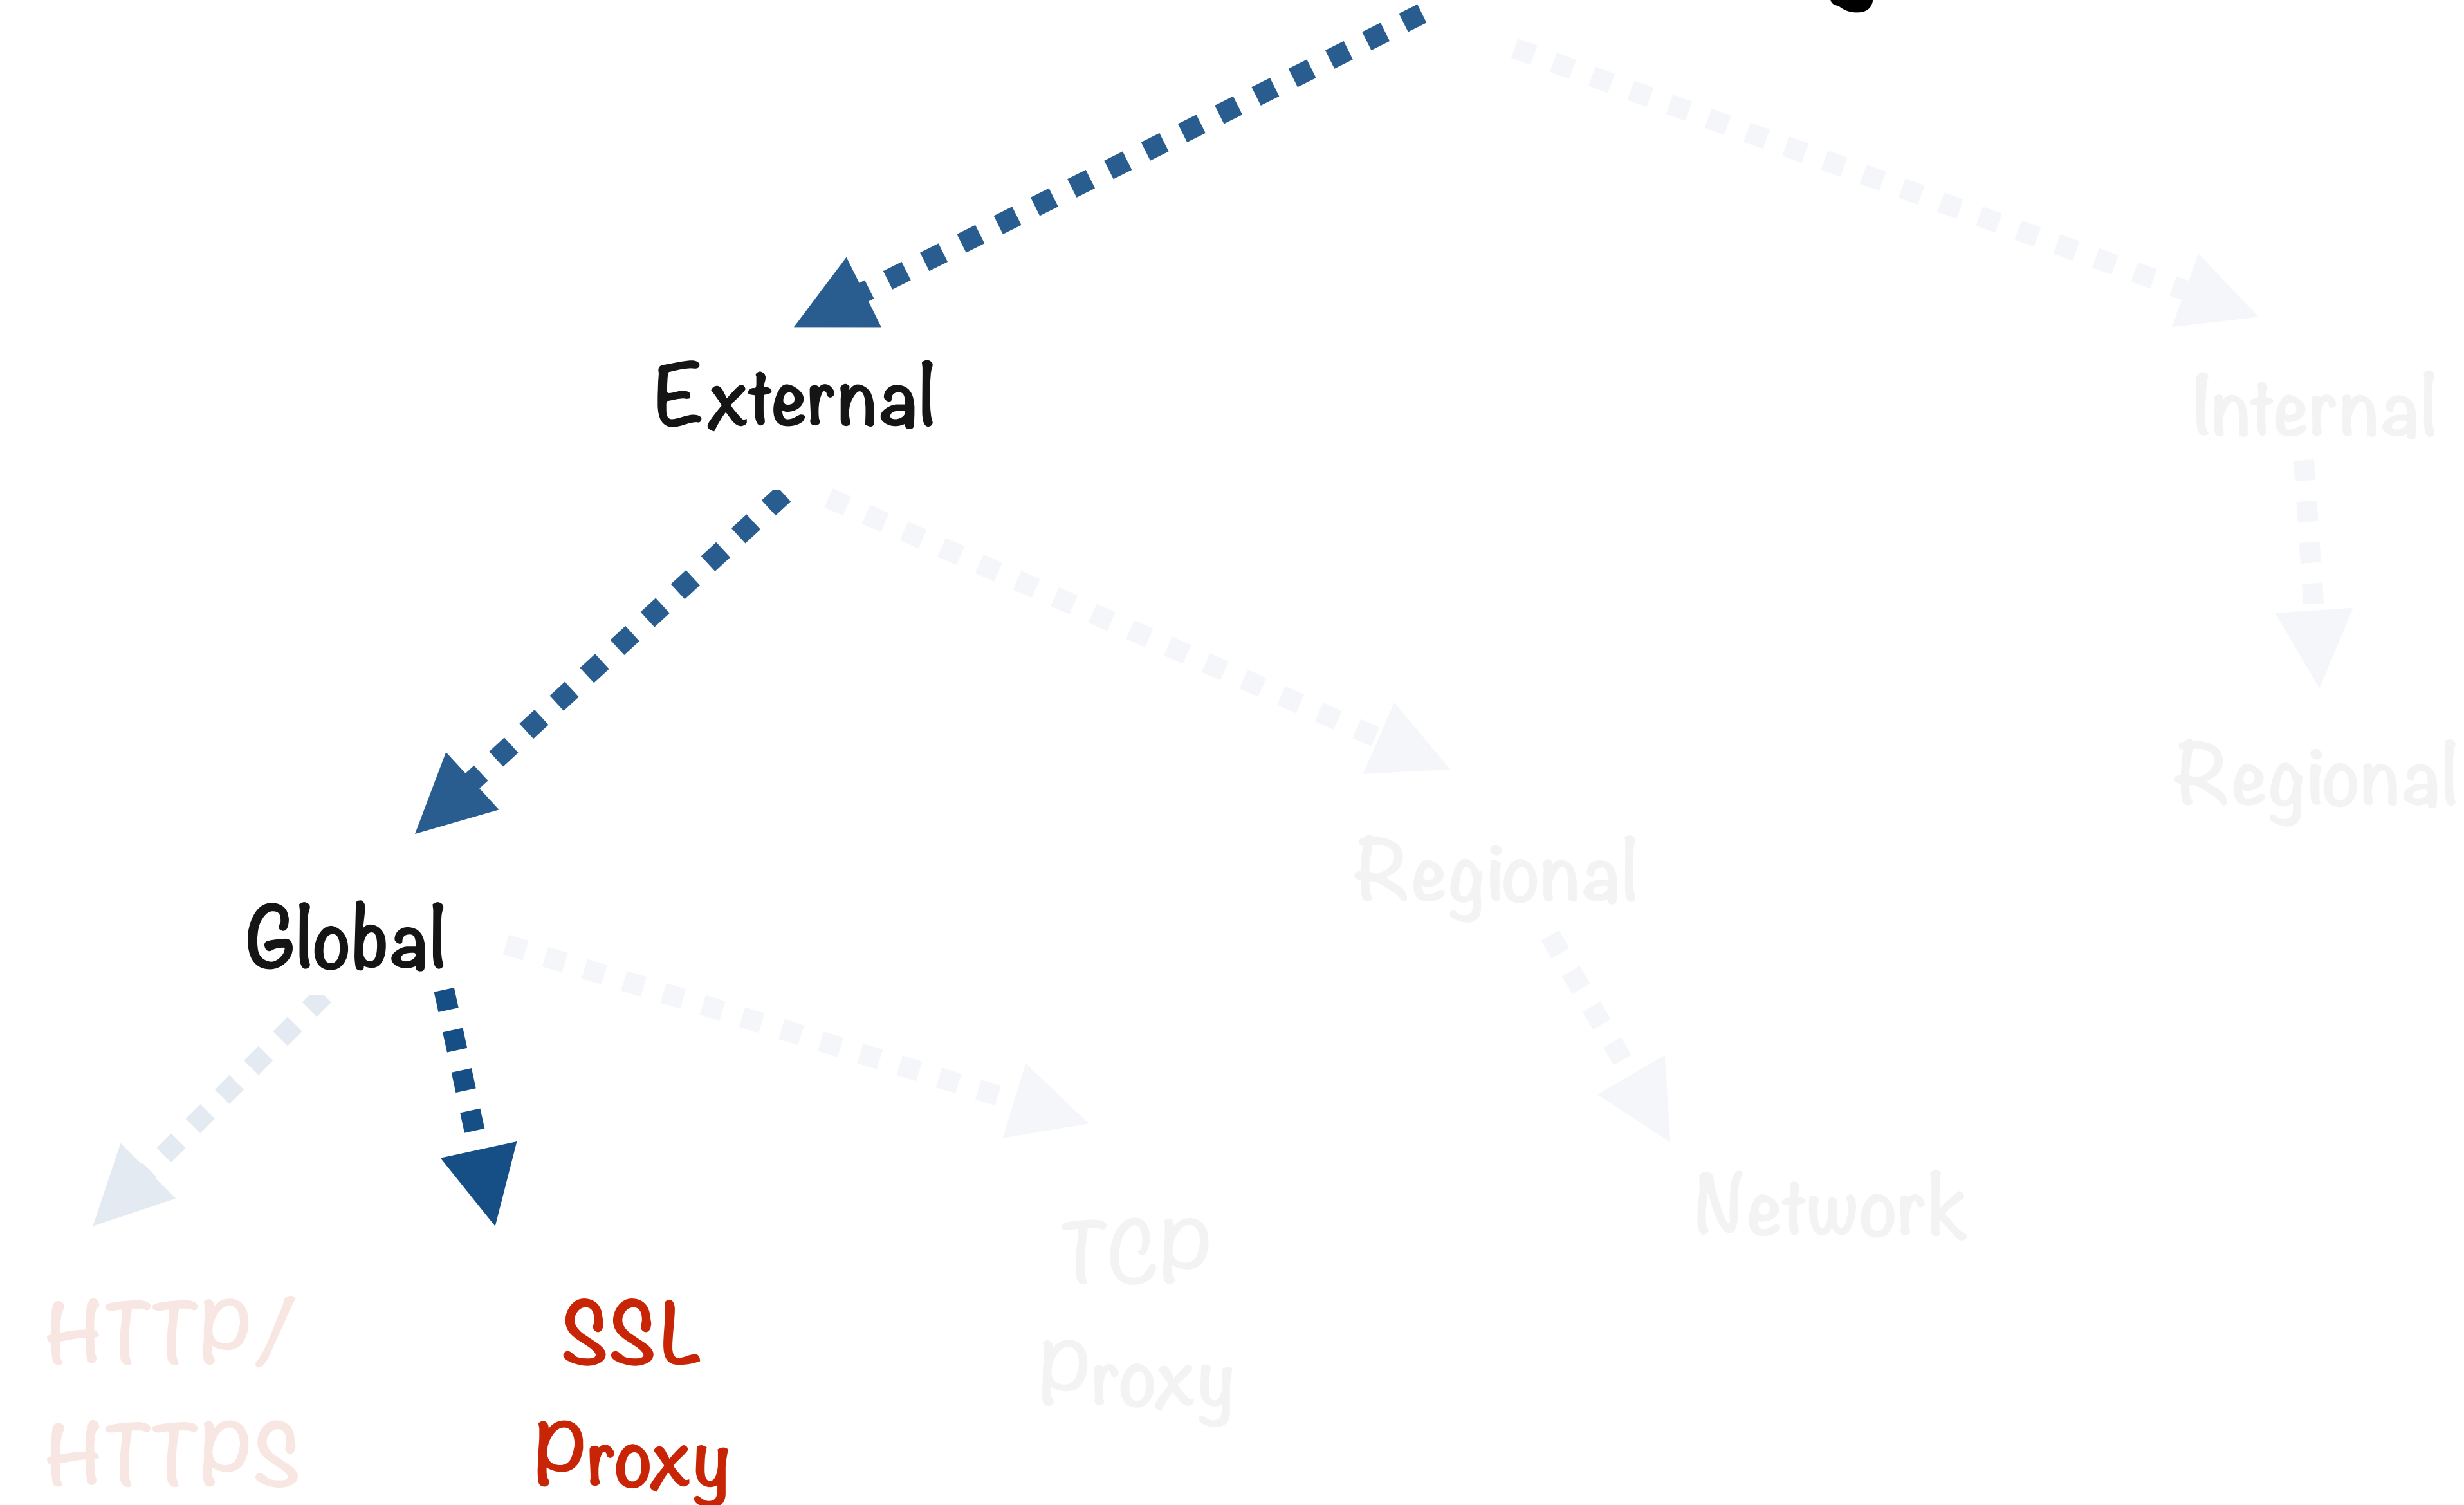 External
Internal
Regional
Regional
Global
Network
TCP
Proxy
HTTP/
HTTPS
SSL
Proxy